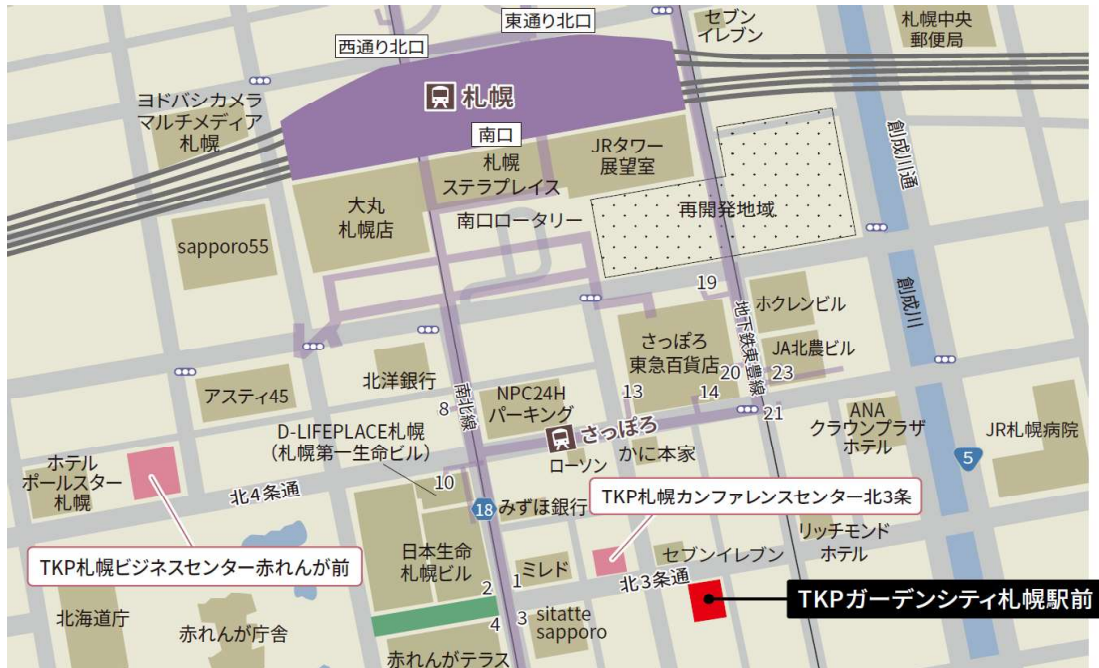 東通り北口
セブン
イレブン
札幌中央
郵便局
西通り北口
札幌
ヨドバシカメラ
マルチメディア
札幌
南口
札幌
ステラプレイス
JRタワー
展望室
創成川通
大丸
札幌店
南口ロータリー
再開発地域
sapporo55
19
ホクレンビル
創成川
地下鉄東豊線
さっぽろ
東急百貨店
JA北農ビル
20
23
北洋銀行
アスティ45
南北線
8
NPC24H
パーキング
13
14
21
ANA
クラウンプラザ
ホテル
JR札幌病院
D-LIFEPLACE札幌
（札幌第一生命ビル）
さっぽろ
かに本家
ローソン
5
ホテル
ポールスター
札幌
北4条通
10
18
みずほ銀行
TKP札幌カンファレンスセンター北3条
リッチモンド
ホテル
TKP札幌ビジネスセンター赤れんが前
日本生命
札幌ビル
ミレド
セブンイレブン
北3条通
2
1
TKPガーデンシティ札幌駅前
北海道庁
赤れんが庁舎
4
3
sitatte
sapporo
赤れんがテラス